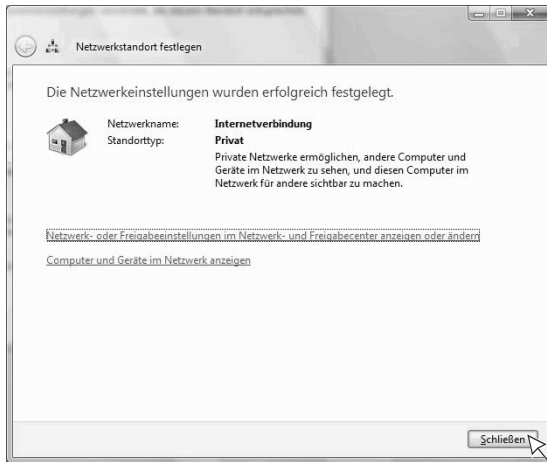 Netzwerkstandort festlegen
Die Netzwerkeinstellungen wurden erfolgreich festgelegt.
Netzwerkname: Internetverbindung
Standorttyp: Privat
Private Netzwerke ermöglichen, andere Computer und
Geräte im Netzwerk zu sehen, und diesen Computer im
Netzwerk für andere sichtbar zu machen.
Netzwerk- oder Freigabeeinstellungen im Netzwerk- und Freigabecenter anzeigen oder ändern
Computer und Geräte im Netzwerk anzeigen
Schließen